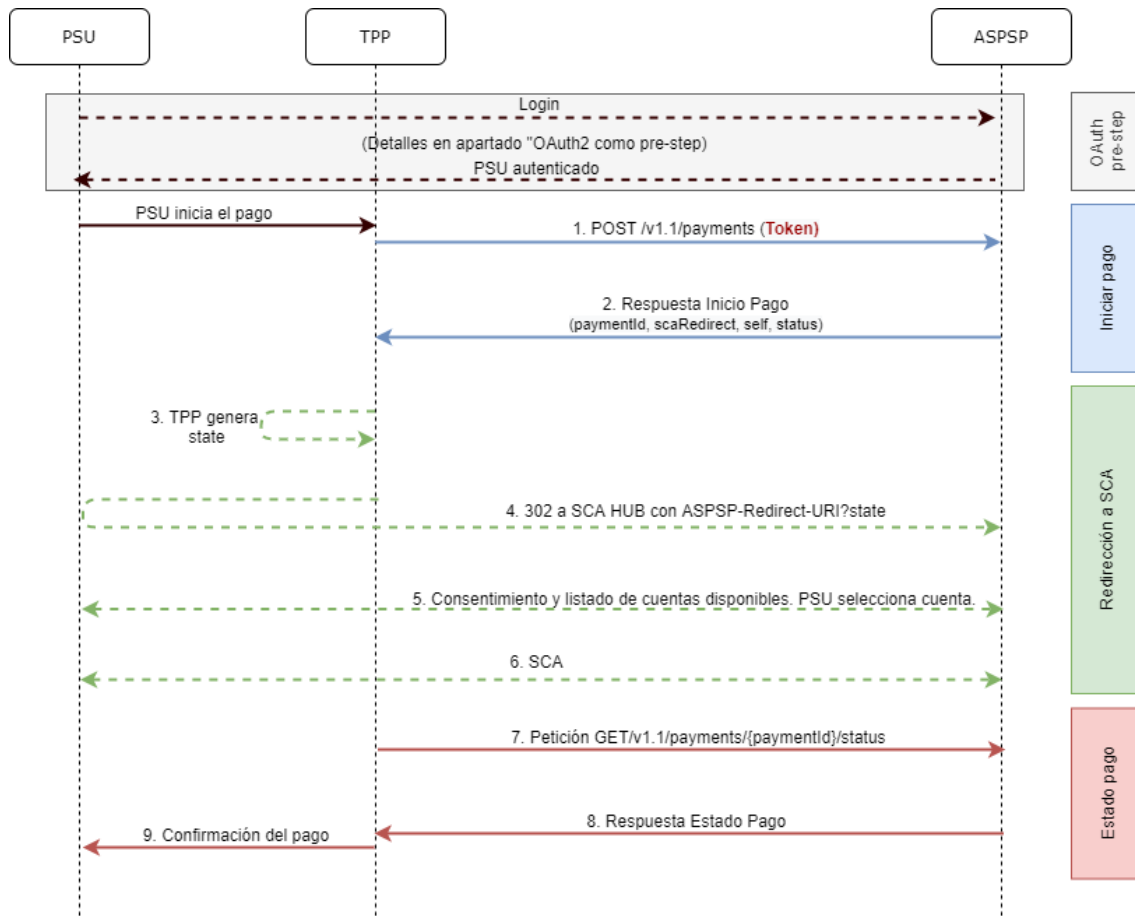 PSU
TPP
ASPSP
Login
(Detalles en apartado "OAuth2 como pre-step)
PSU autenticado
OAuth
pre-step
PSU inicia el pago
1. POST /v1.1/payments (Token)
2. Respuesta Inicio Pago
(paymentId, scaRedirect, self, status)
Iniciar pago
3. TPP genera
state
4. 302 a SCA HUB con ASPSP-Redirect-URI?state
5. Consentimiento y listado de cuentas disponibles. PSU selecciona cuenta.
6. SCA
Redirección a SCA
7. Petición GET/v1.1/payments/{paymentId}/status
8. Respuesta Estado Pago
9. Confirmación del pago
Estado pago